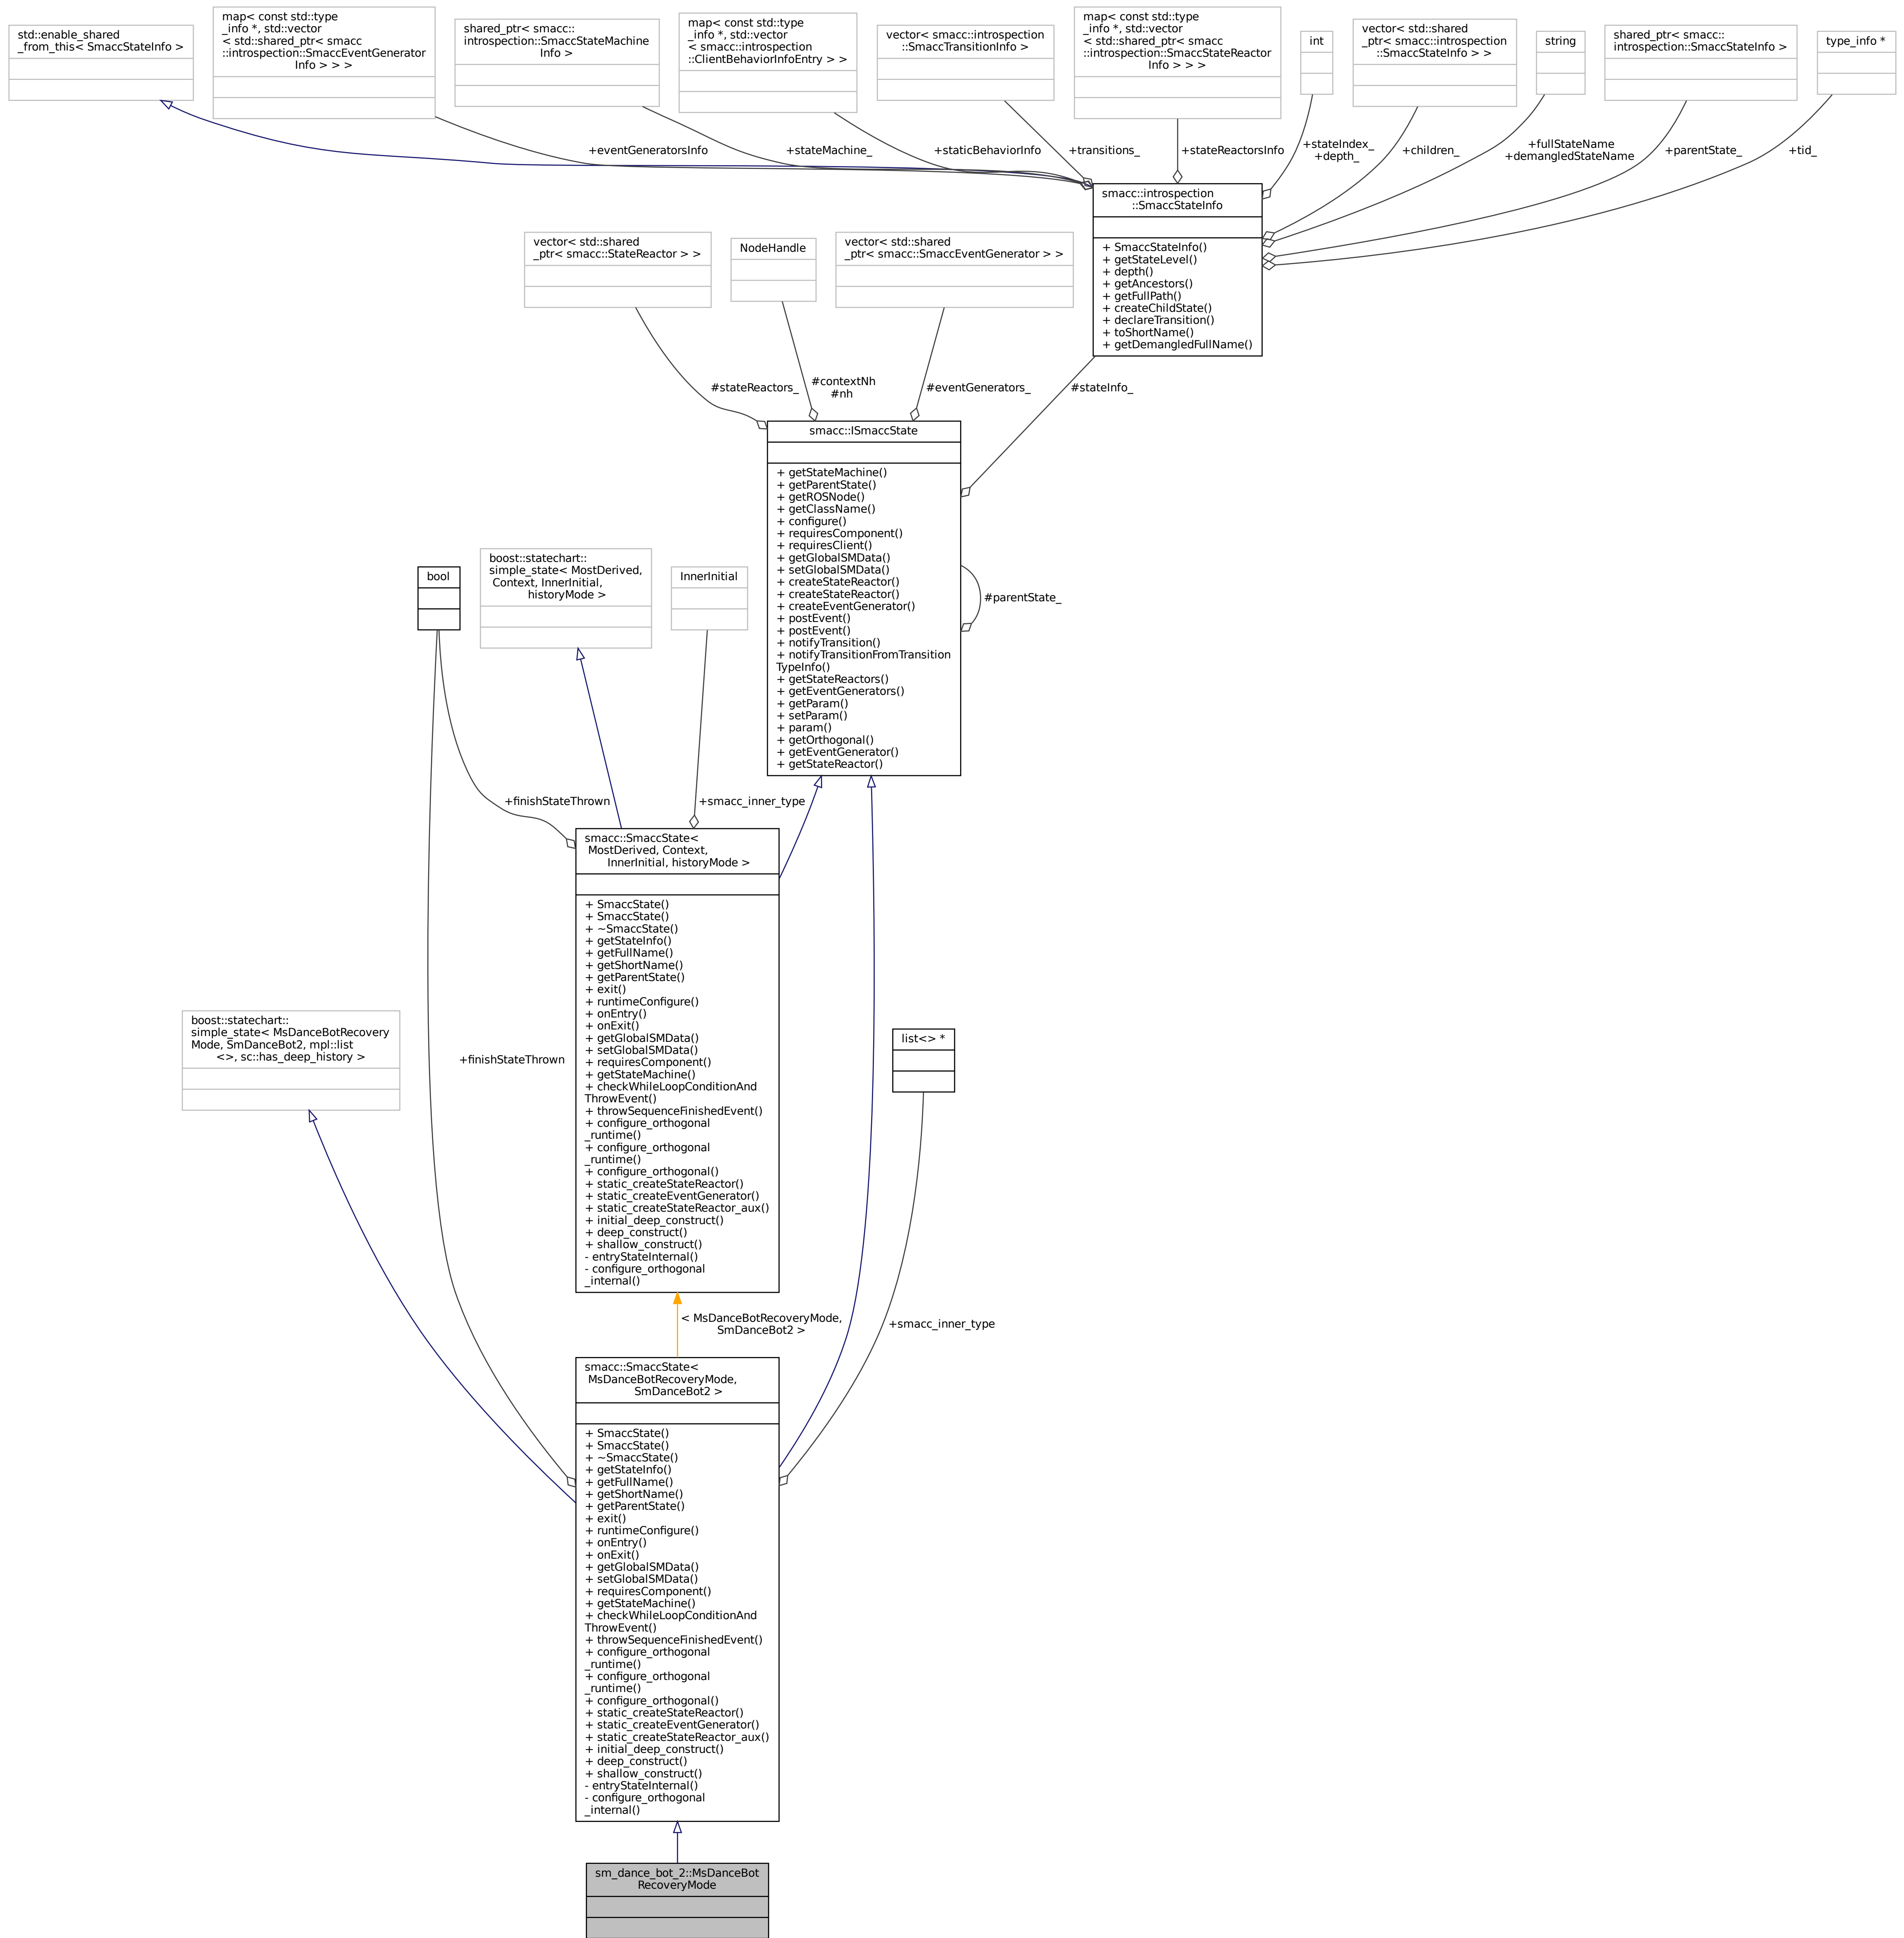 std::enable_shared
_from_this< SmaccStateInfo >
map< const std::type
_info *, std::vector
< std::shared_ptr< smacc
::introspection::SmaccEventGenerator
Info > > >
shared_ptr< smacc::
introspection::SmaccStateMachine
Info >
map< const std::type
_info *, std::vector
< smacc::introspection
::ClientBehaviorInfoEntry > >
vector< smacc::introspection
::SmaccTransitionInfo >
map< const std::type
_info *, std::vector
< std::shared_ptr< smacc
::introspection::SmaccStateReactor
Info > > >
int
vector< std::shared
_ptr< smacc::introspection
::SmaccStateInfo > >
string
shared_ptr< smacc::
introspection::SmaccStateInfo >
type_info *
+eventGeneratorsInfo
+stateMachine_
+staticBehaviorInfo
+transitions_
+stateReactorsInfo
+stateIndex_
+depth_
+children_
+fullStateName
+demangledStateName
+parentState_
+tid_
smacc::introspection
::SmaccStateInfo
+ SmaccStateInfo()
+ getStateLevel()
+ depth()
+ getAncestors()
+ getFullPath()
+ createChildState()
+ declareTransition()
+ toShortName()
+ getDemangledFullName()
vector< std::shared
_ptr< smacc::StateReactor > >
NodeHandle
vector< std::shared
_ptr< smacc::SmaccEventGenerator > >
#stateReactors_
#contextNh
#nh
#eventGenerators_
#stateInfo_
smacc::ISmaccState
+ getStateMachine()
+ getParentState()
+ getROSNode()
+ getClassName()
+ configure()
+ requiresComponent()
+ requiresClient()
+ getGlobalSMData()
+ setGlobalSMData()
+ createStateReactor()
+ createStateReactor()
+ createEventGenerator()
+ postEvent()
+ postEvent()
+ notifyTransition()
+ notifyTransitionFromTransition
TypeInfo()
+ getStateReactors()
+ getEventGenerators()
+ getParam()
+ setParam()
+ param()
+ getOrthogonal()
+ getEventGenerator()
+ getStateReactor()
#parentState_
bool
boost::statechart::
simple_state< MostDerived,
Context, InnerInitial,
historyMode >
InnerInitial
+finishStateThrown
+smacc_inner_type
smacc::SmaccState<
MostDerived, Context,
InnerInitial, historyMode >
+ SmaccState()
+ SmaccState()
+ ~SmaccState()
+ getStateInfo()
+ getFullName()
+ getShortName()
+ getParentState()
+ exit()
+ runtimeConfigure()
+ onEntry()
+ onExit()
+ getGlobalSMData()
+ setGlobalSMData()
+ requiresComponent()
+ getStateMachine()
+ checkWhileLoopConditionAnd
ThrowEvent()
+ throwSequenceFinishedEvent()
+ configure_orthogonal
_runtime()
+ configure_orthogonal
_runtime()
+ configure_orthogonal()
+ static_createStateReactor()
+ static_createEventGenerator()
+ static_createStateReactor_aux()
+ initial_deep_construct()
+ deep_construct()
+ shallow_construct()
- entryStateInternal()
- configure_orthogonal
_internal()
boost::statechart::
simple_state< MsDanceBotRecovery
Mode, SmDanceBot2, mpl::list
<>, sc::has_deep_history >
+finishStateThrown
list<> *
< MsDanceBotRecoveryMode,
SmDanceBot2 >
+smacc_inner_type
smacc::SmaccState<
MsDanceBotRecoveryMode,
SmDanceBot2 >
+ SmaccState()
+ SmaccState()
+ ~SmaccState()
+ getStateInfo()
+ getFullName()
+ getShortName()
+ getParentState()
+ exit()
+ runtimeConfigure()
+ onEntry()
+ onExit()
+ getGlobalSMData()
+ setGlobalSMData()
+ requiresComponent()
+ getStateMachine()
+ checkWhileLoopConditionAnd
ThrowEvent()
+ throwSequenceFinishedEvent()
+ configure_orthogonal
_runtime()
+ configure_orthogonal
_runtime()
+ configure_orthogonal()
+ static_createStateReactor()
+ static_createEventGenerator()
+ static_createStateReactor_aux()
+ initial_deep_construct()
+ deep_construct()
+ shallow_construct()
- entryStateInternal()
- configure_orthogonal
_internal()
sm_dance_bot_2::MsDanceBot
RecoveryMode